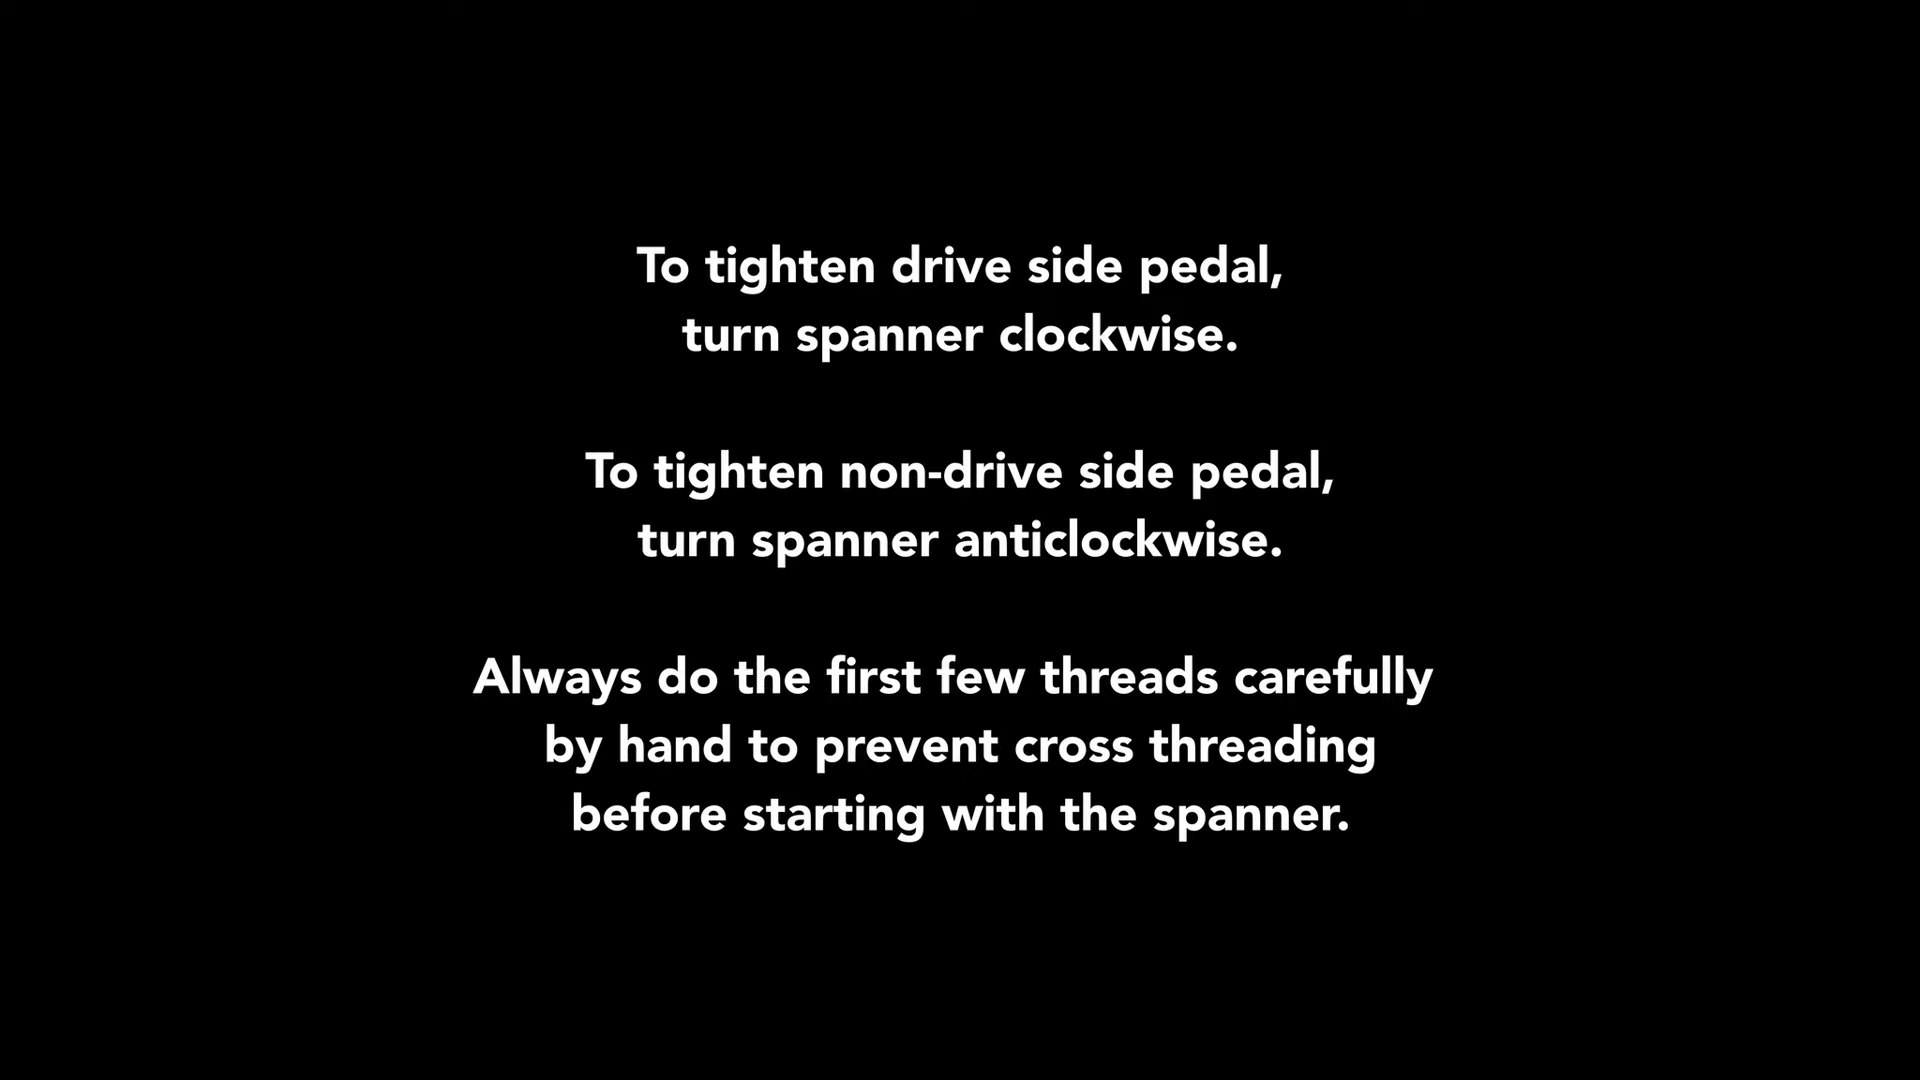 To tighten drive side pedal,
turn spanner clockwise.
To tighten non-drive side pedal,
turn spanner anticlockwise.
Always do the first few threads carefully
by hand to prevent cross threading
before starting with the spanner.